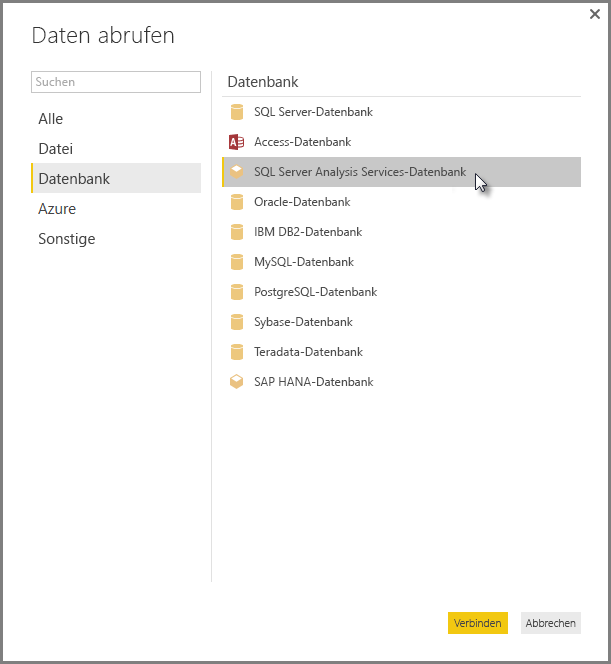 Daten abrufen
Suchen
Alle
Datei
Datenbank
Azure
Sonstige
Datenbank
SQL Server-Datenbank
Access-Datenbank
SQL Server Analysis Services-Datenbank
Oracle-Datenbank
IBM DB2-Datenbank
MySQL-Datenbank
PostgreSQL-Datenbank
Sybase-Datenbank
Teradata-Datenbank
SAP HANA-Datenbank
Verbinden
Abbrechen